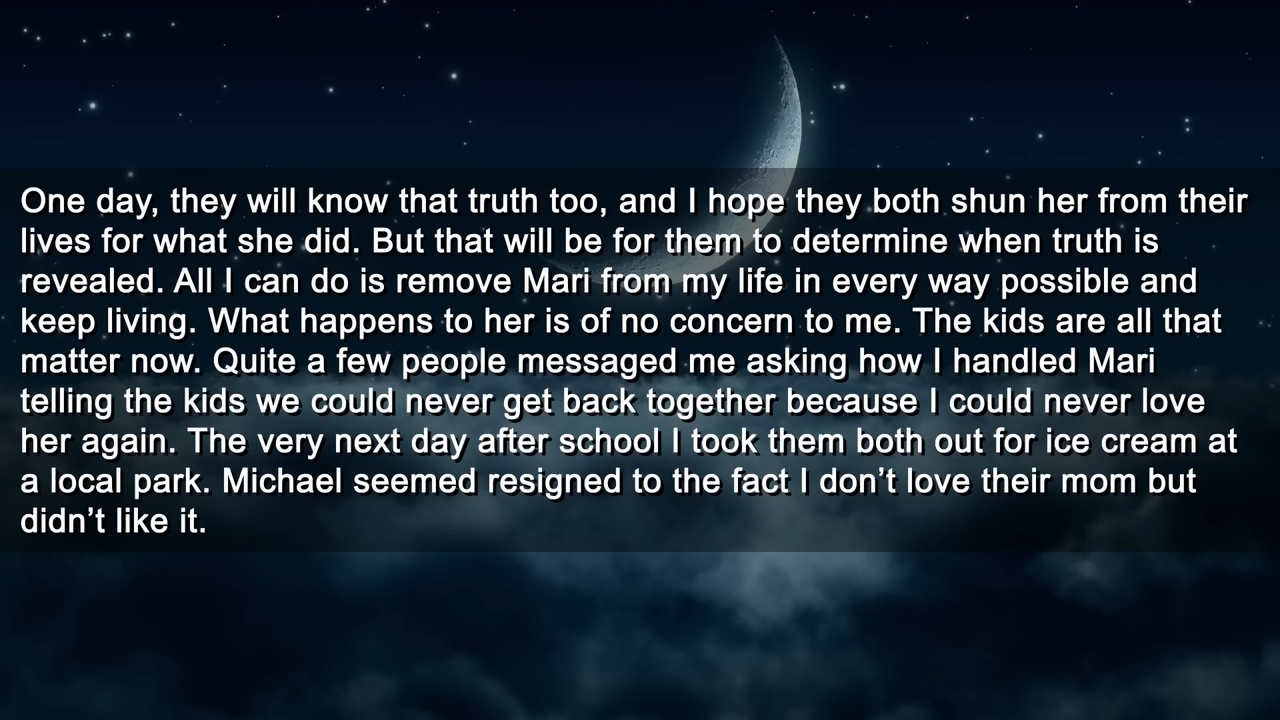 One day, they will know that truth too, and I hope they both shun her from their
lives for what she did. But that will be for them to determine when truth is
revealed. All I can do is remove Mari from my life in every way possible and
keep living. What happens to her is of no concern to me. The kids are all that
matter now. Quite a few people messaged me asking how I handled Mari
telling the kids we could never get back together because I could never love
her again. The very next day after school I took them both out for ice cream at
a local park. Michael seemed resigned to the fact I don’t love their mom but
didn’t like it.